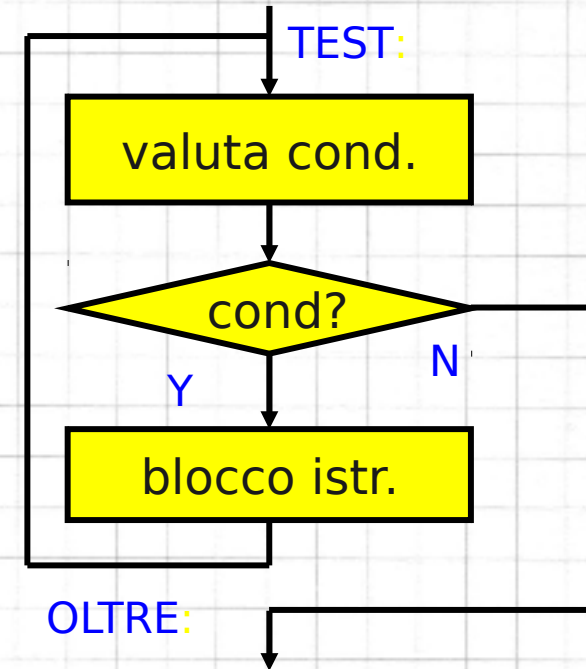 TEST:
valuta cond.
cond?
N
Y
blocco istr.
OLTRE: